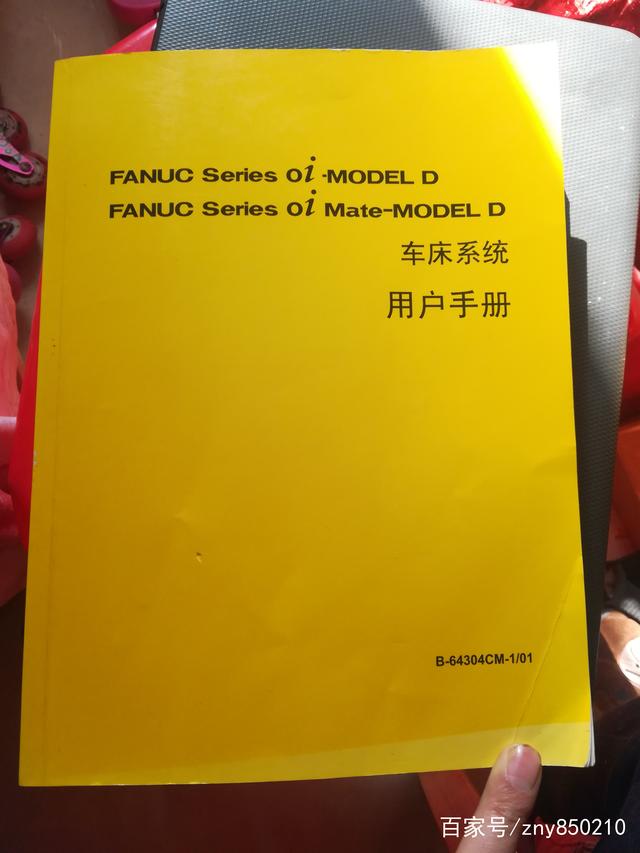 FANUC Series 0i -MODEL D
FANUC Series 0i Mate-MODEL D
车床系统
用户手册
B-64304CM-1/01
百家号/zny850210